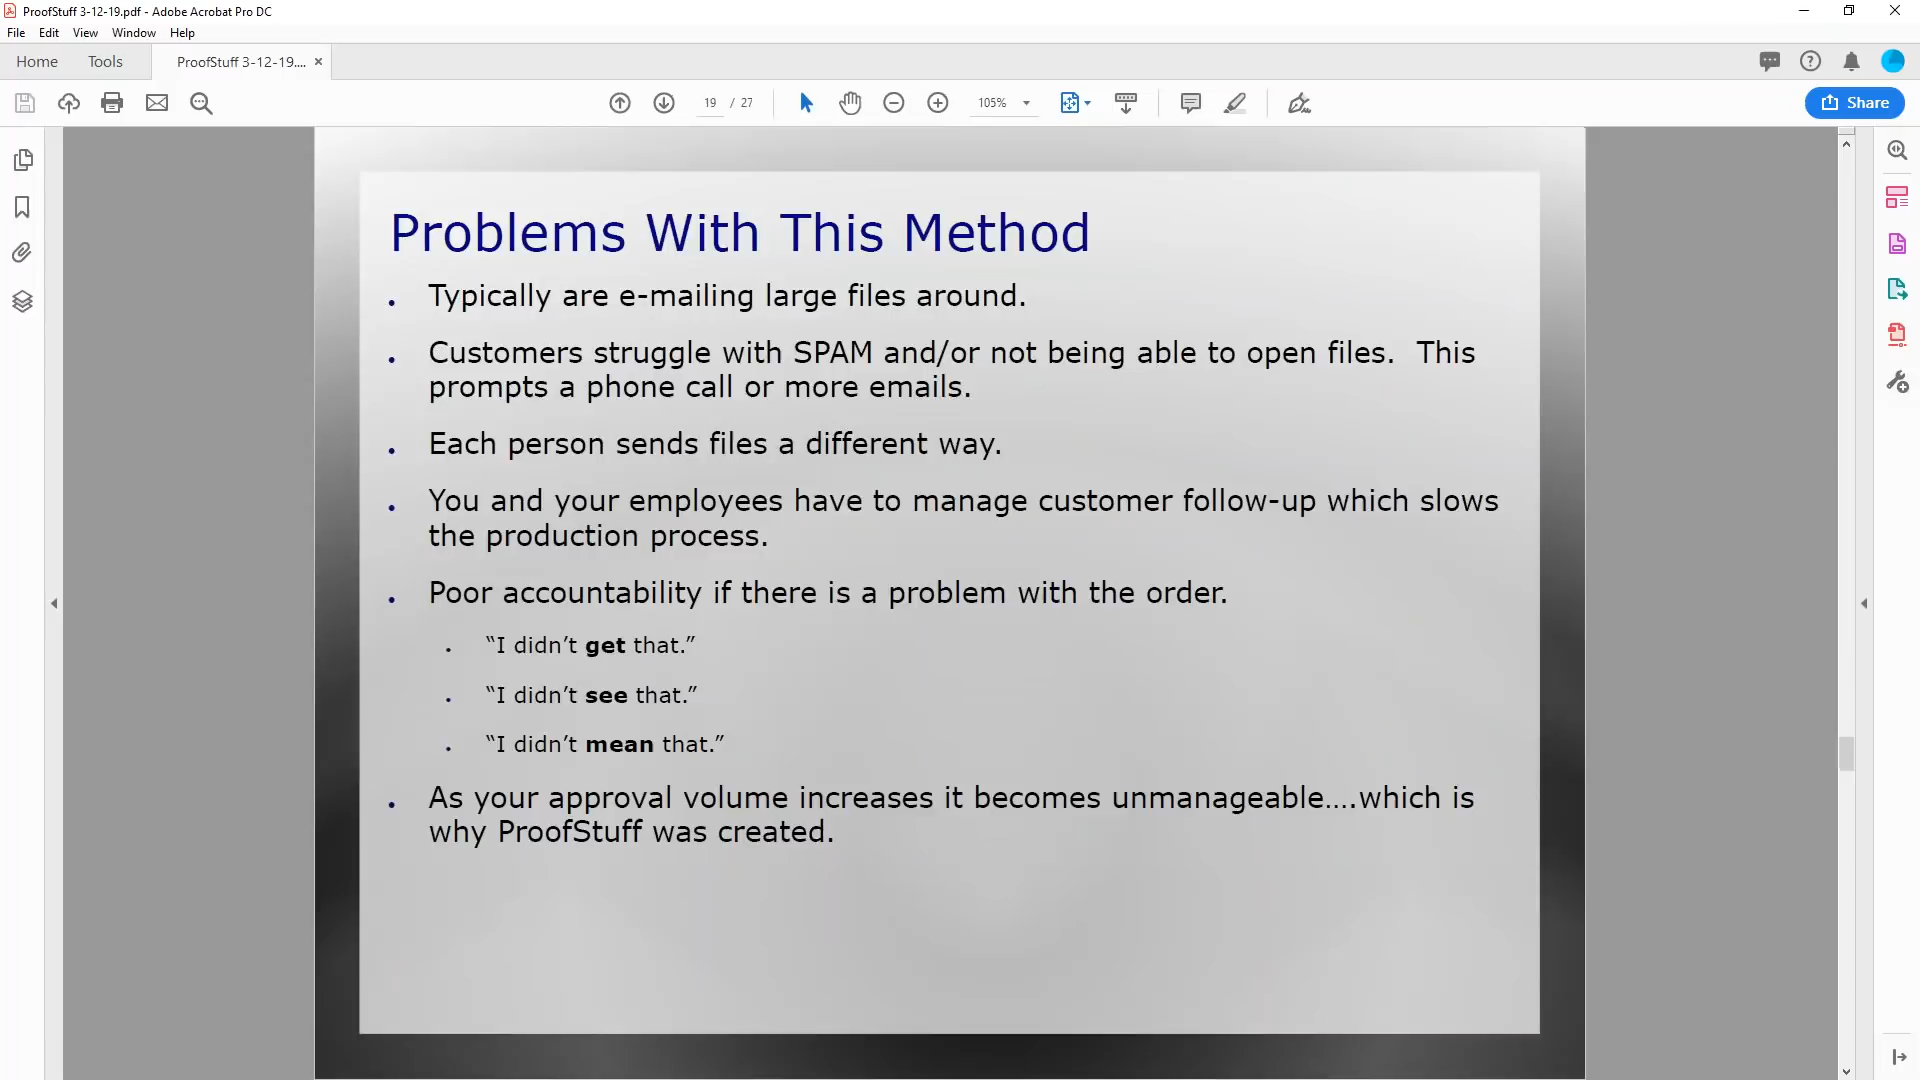 ProofStuff 3-12-19.pdf - Adobe Acrobat Pro DC
File Edit View Window Help
Home Tools ProofStuff 3-12-19.... ×
19 / 27 105% Share
Problems With This Method
• Typically are e-mailing large files around.
• Customers struggle with SPAM and/or not being able to open files.  This
prompts a phone call or more emails.
• Each person sends files a different way.
• You and your employees have to manage customer follow-up which slows
the production process.
• Poor accountability if there is a problem with the order.
• “I didn’t get that.”
• “I didn’t see that.”
• “I didn’t mean that.”
• As your approval volume increases it becomes unmanageable….which is
why ProofStuff was created.